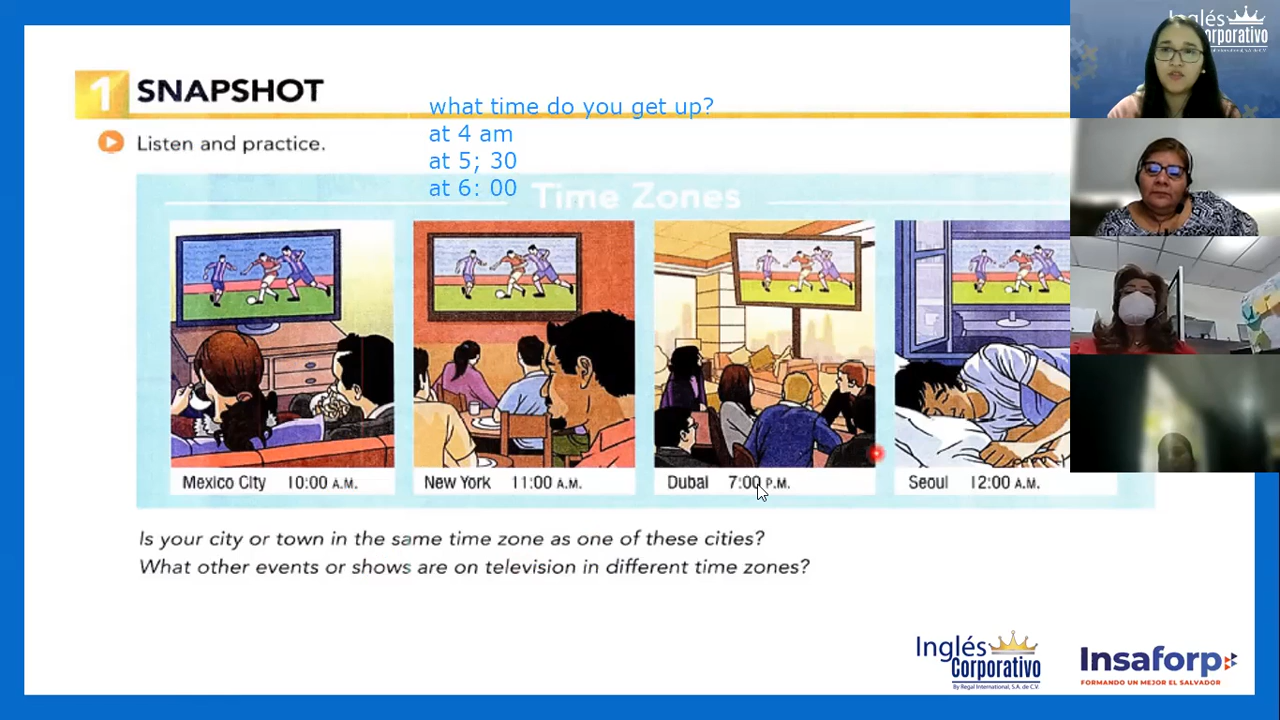 1 SNAPSHOT
Listen and practice.
what time do you get up?
at 4 am
at 5; 30
at 6: 00
Time Zones
Mexico City 10:00 A.M.
New York 11:00 A.M.
Dubai 7:00 P.M.
Seoul 12:00 A.M.
Is your city or town in the same time zone as one of these cities?
What other events or shows are on television in different time zones?
Inglés
Corporativo
By Regal International, S.A. de C.V.
Insaforp
FORMANDO UN MEJOR EL SALVADOR
Inglés
orporativo